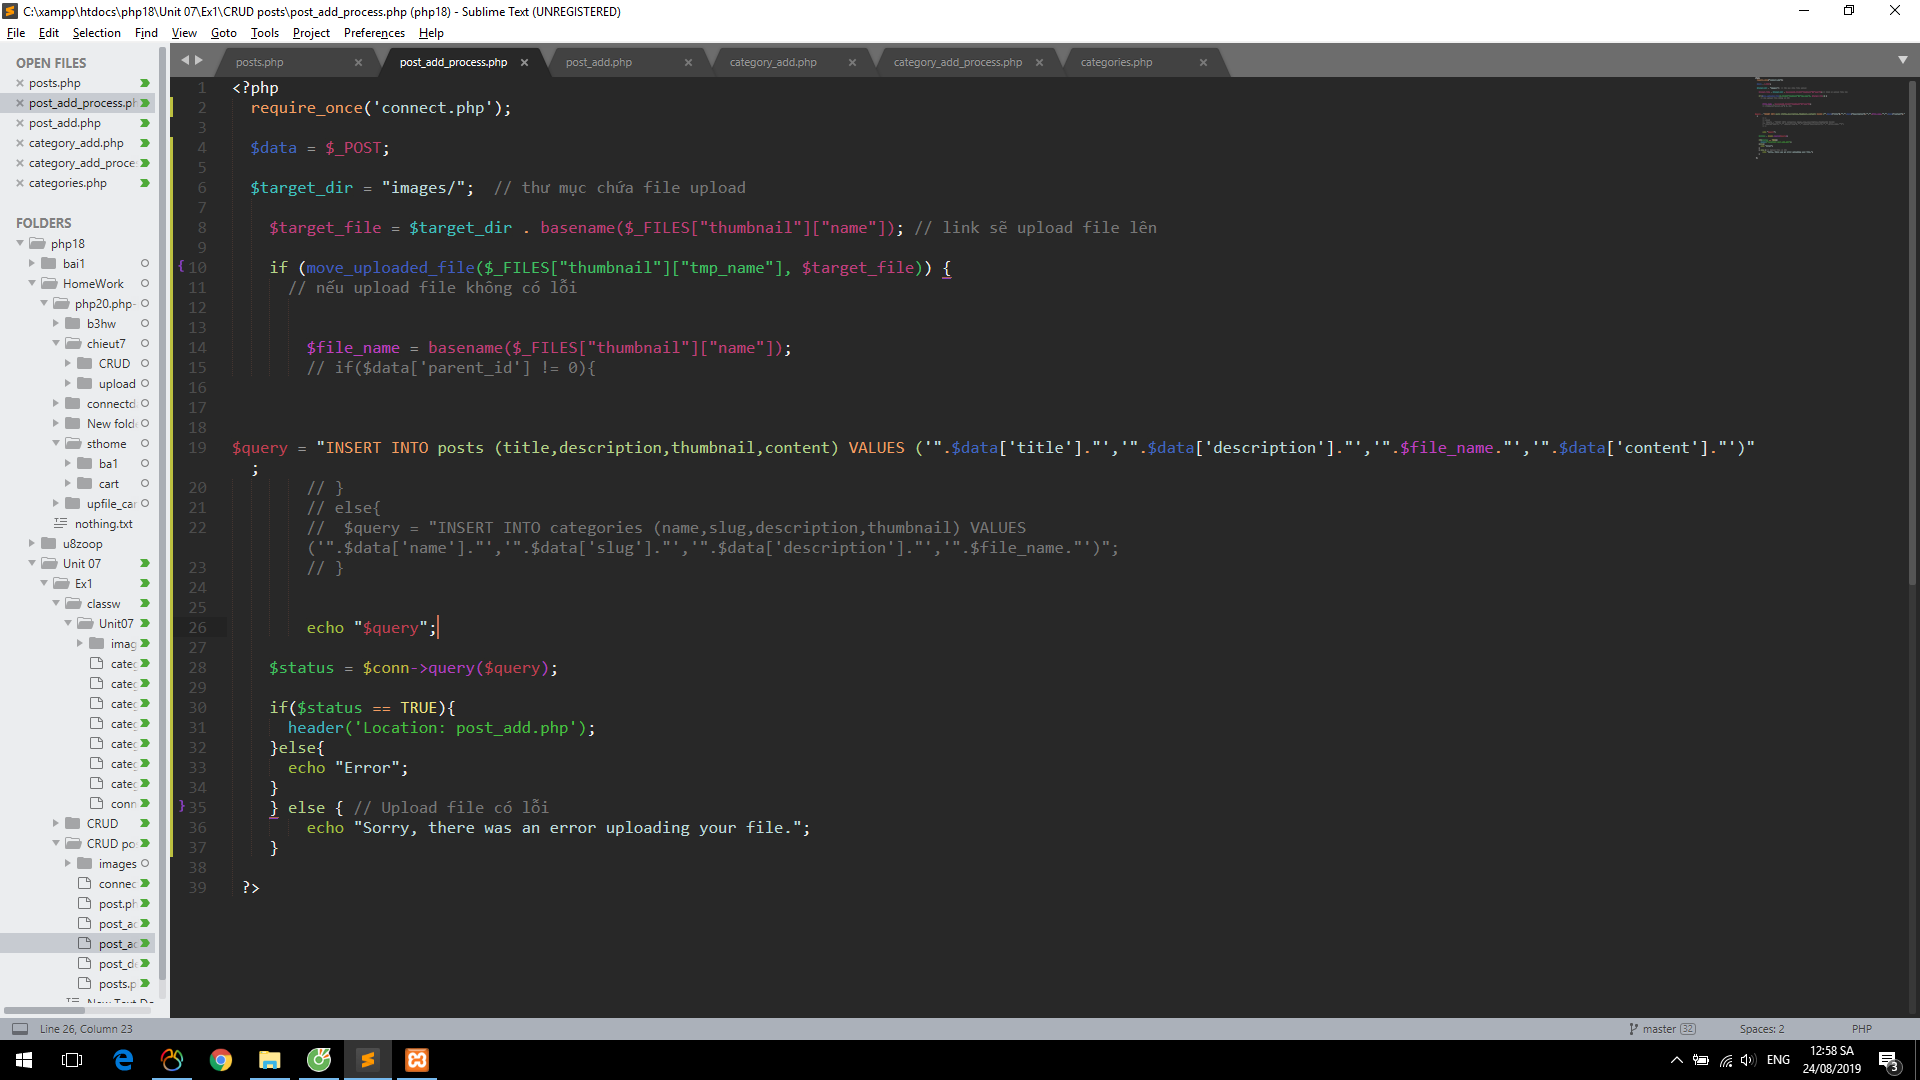 C:\xampp\htdocs\php18\Unit 07\Ex1\CRUD posts\post_add_process.php (php18) - Sublime Text (UNREGISTERED)
File Edit Selection Find View Goto Tools Project Preferences Help
OPEN FILES
posts.php
post_add_process.ph
post_add.php
category_add.php
category_add_proce
categories.php
FOLDERS
php18
bai1
HomeWork
php20.php-
b3hw
chieut7
CRUD
upload
connectd
New fold
sthome
ba1
cart
upfile_car
nothing.txt
u8zoop
Unit 07
Ex1
classw
Unit07
imag
categ
categ
categ
categ
categ
categ
categ
conn
CRUD
CRUD po
images
connec
post.ph
post_ac
post_ac
post_de
posts.p
New Text Do
posts.php post_add_process.php post_add.php category_add.php category_add_process.php categories.php
1 <?php
2 require_once('connect.php');
3
4 $data = $_POST;
5
6 $target_dir = "images/"; // thư mục chứa file upload
7
8 $target_file = $target_dir . basename($_FILES["thumbnail"]["name"]); // link sẽ upload file lên
9
10 if (move_uploaded_file($_FILES["thumbnail"]["tmp_name"], $target_file)) {
11 // nếu upload file không có lỗi
12
13
14 $file_name = basename($_FILES["thumbnail"]["name"]);
15 // if($data['parent_id'] != 0){
16
17
18
19 $query = "INSERT INTO posts (title,description,thumbnail,content) VALUES ('".$data['title']."','".$data['description']."','".$file_name."','".$data['content']."')"
;
20 // }
21 // else{
22 // $query = "INSERT INTO categories (name,slug,description,thumbnail) VALUES
('".$data['name']."','".$data['slug']."','".$data['description']."','".$file_name."')";
23 // }
24
25
26 echo "$query";
27
28 $status = $conn->query($query);
29
30 if($status == TRUE){
31 header('Location: post_add.php');
32 }else{
33 echo "Error";
34 }
35 } else { // Upload file có lỗi
36 echo "Sorry, there was an error uploading your file.";
37 }
38
39 ?>
Line 26, Column 23 master 32 Spaces: 2 PHP
ENG 12:58 SA
24/08/2019 3